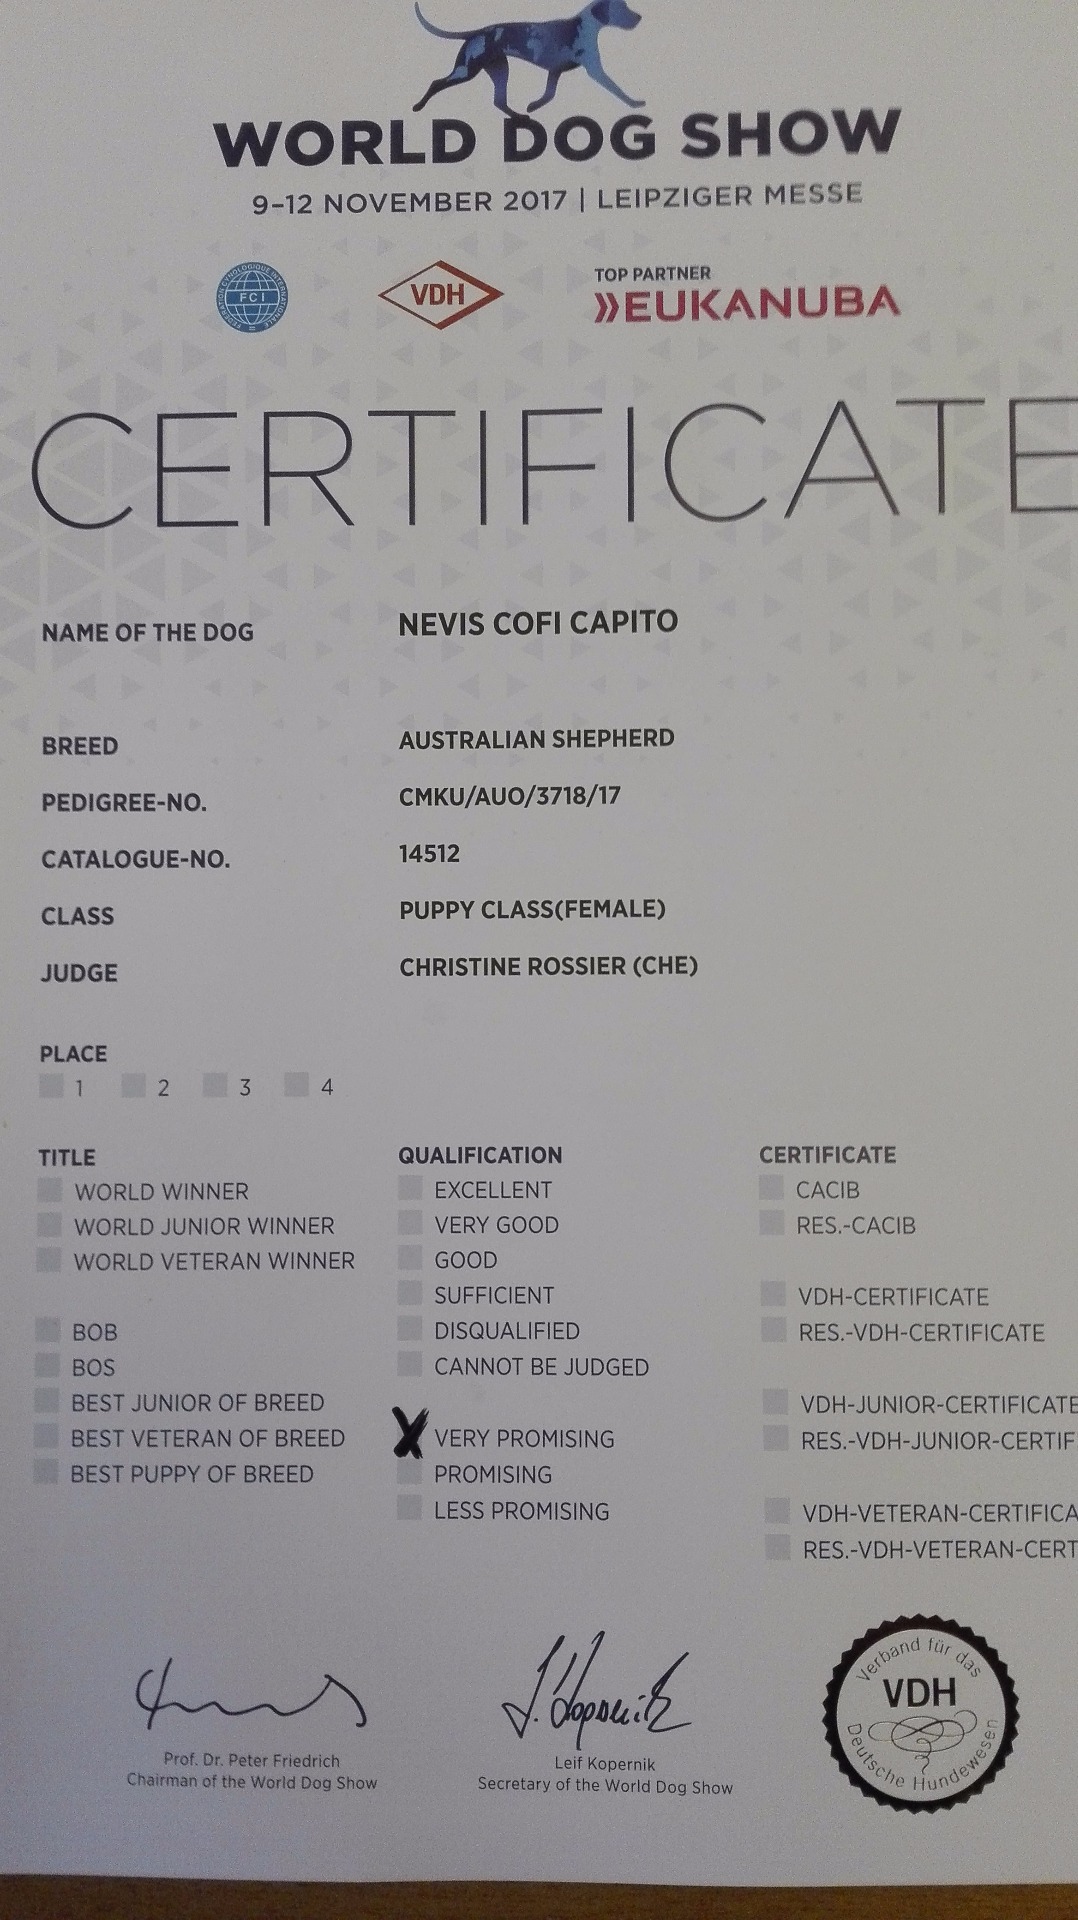 WORLD DOG SHOW
9–12 NOVEMBER 2017 | LEIPZIGER MESSE
FEDERATION CYNOLOGIQUE INTERNATIONALE
FCI
VDH
TOP PARTNER
EUKANUBA
CERTIFICATE
NAME OF THE DOG NEVIS COFI CAPITO
BREED AUSTRALIAN SHEPHERD
PEDIGREE-NO. CMKU/AUO/3718/17
CATALOGUE-NO. 14512
CLASS PUPPY CLASS(FEMALE)
JUDGE CHRISTINE ROSSIER (CHE)
PLACE
1 2 3 4
TITLE
WORLD WINNER
WORLD JUNIOR WINNER
WORLD VETERAN WINNER
BOB
BOS
BEST JUNIOR OF BREED
BEST VETERAN OF BREED
BEST PUPPY OF BREED
QUALIFICATION
EXCELLENT
VERY GOOD
GOOD
SUFFICIENT
DISQUALIFIED
CANNOT BE JUDGED
X VERY PROMISING
PROMISING
LESS PROMISING
CERTIFICATE
CACIB
RES.-CACIB
VDH-CERTIFICATE
RES.-VDH-CERTIFICATE
VDH-JUNIOR-CERTIFICATE
RES.-VDH-JUNIOR-CERTIF
VDH-VETERAN-CERTIFICA
RES.-VDH-VETERAN-CERT
Prof. Dr. Peter Friedrich
Chairman of the World Dog Show
L. Kopernik
Leif Kopernik
Secretary of the World Dog Show
Verband für das
VDH
Deutsche Hundewesen